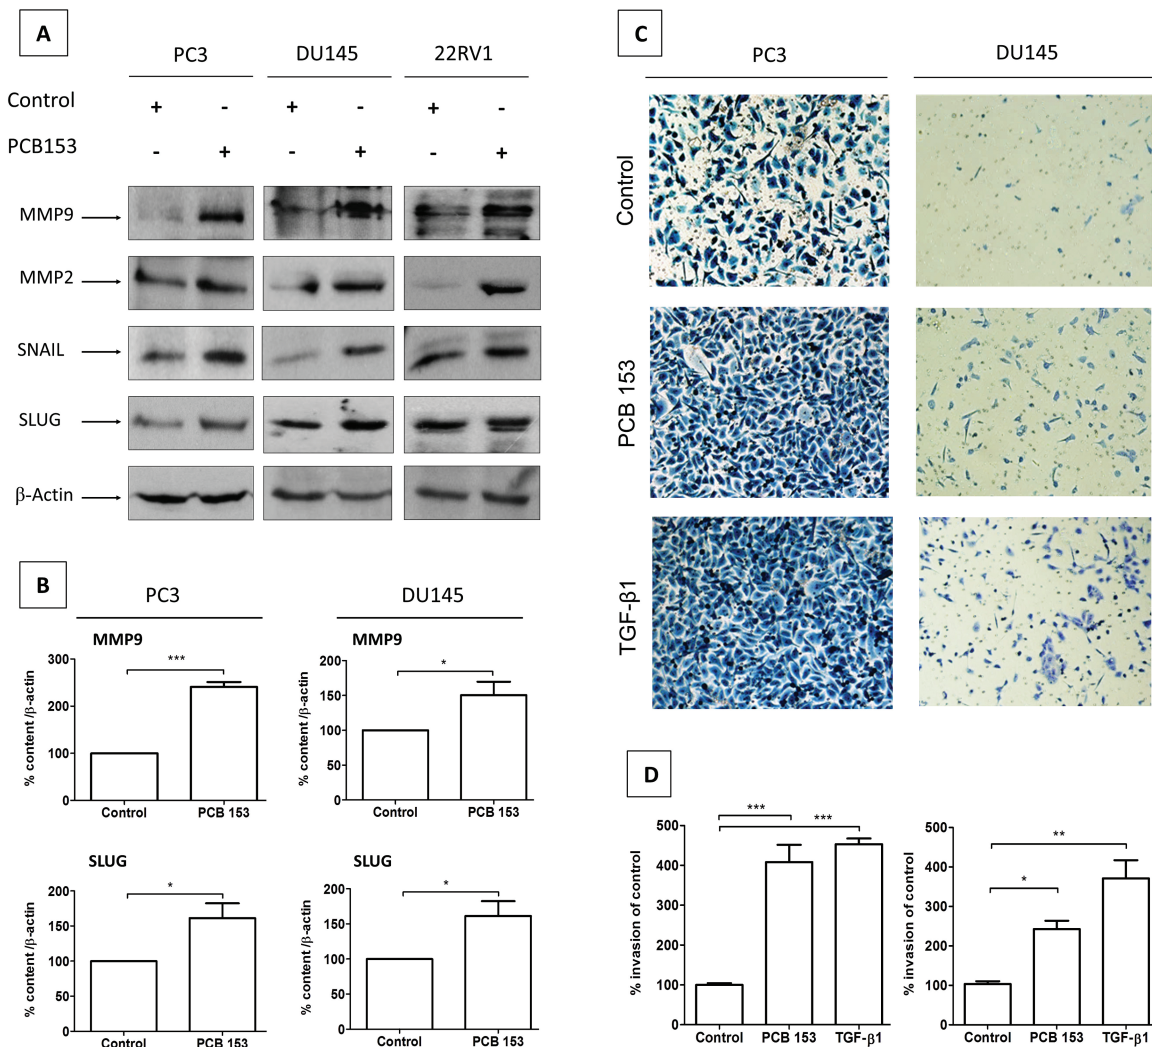 A
PC3 DU145 22RV1
Control + - + - + -
PCB153 - + - + - +
MMP9
MMP2
SNAIL
SLUG
β-Actin
B
PC3 DU145
MMP9
% content /β-actin
300
200
100
0
***
Control PCB 153
MMP9
% content /β-actin
200
150
100
50
0
*
Control PCB 153
SLUG
% content /β-actin
200
150
100
50
0
*
Control PCB 153
SLUG
% content /β-actin
200
150
100
50
0
*
Control PCB 153
C
PC3 DU145
Control
PCB 153
TGF-β1
D
% invasion of control
500
400
300
200
100
0
***
***
Control PCB 153 TGF-β1
% invasion of control
500
400
300
200
100
0
**
*
Control PCB 153 TGF-β1